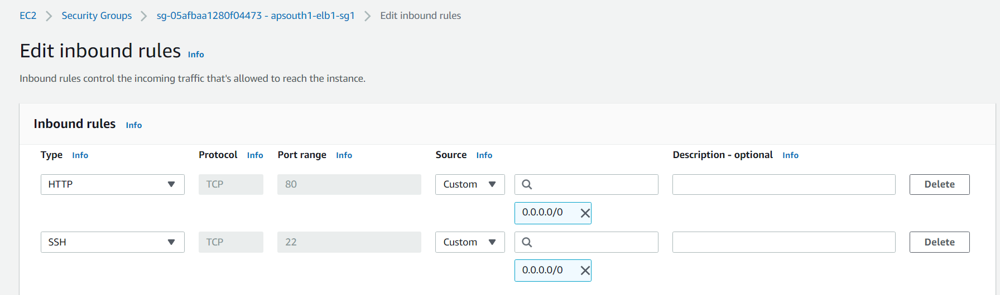 EC2 > Security Groups > sg-05afbaa1280f04473 - apsouth1-elb1-sg1 > Edit inbound rules
Edit inbound rules Info
Inbound rules control the incoming traffic that's allowed to reach the instance.
Inbound rules Info
Type Info Protocol Info Port range Info Source Info Description - optional Info
HTTP TCP 80 Custom Delete
0.0.0.0/0
SSH TCP 22 Custom Delete
0.0.0.0/0